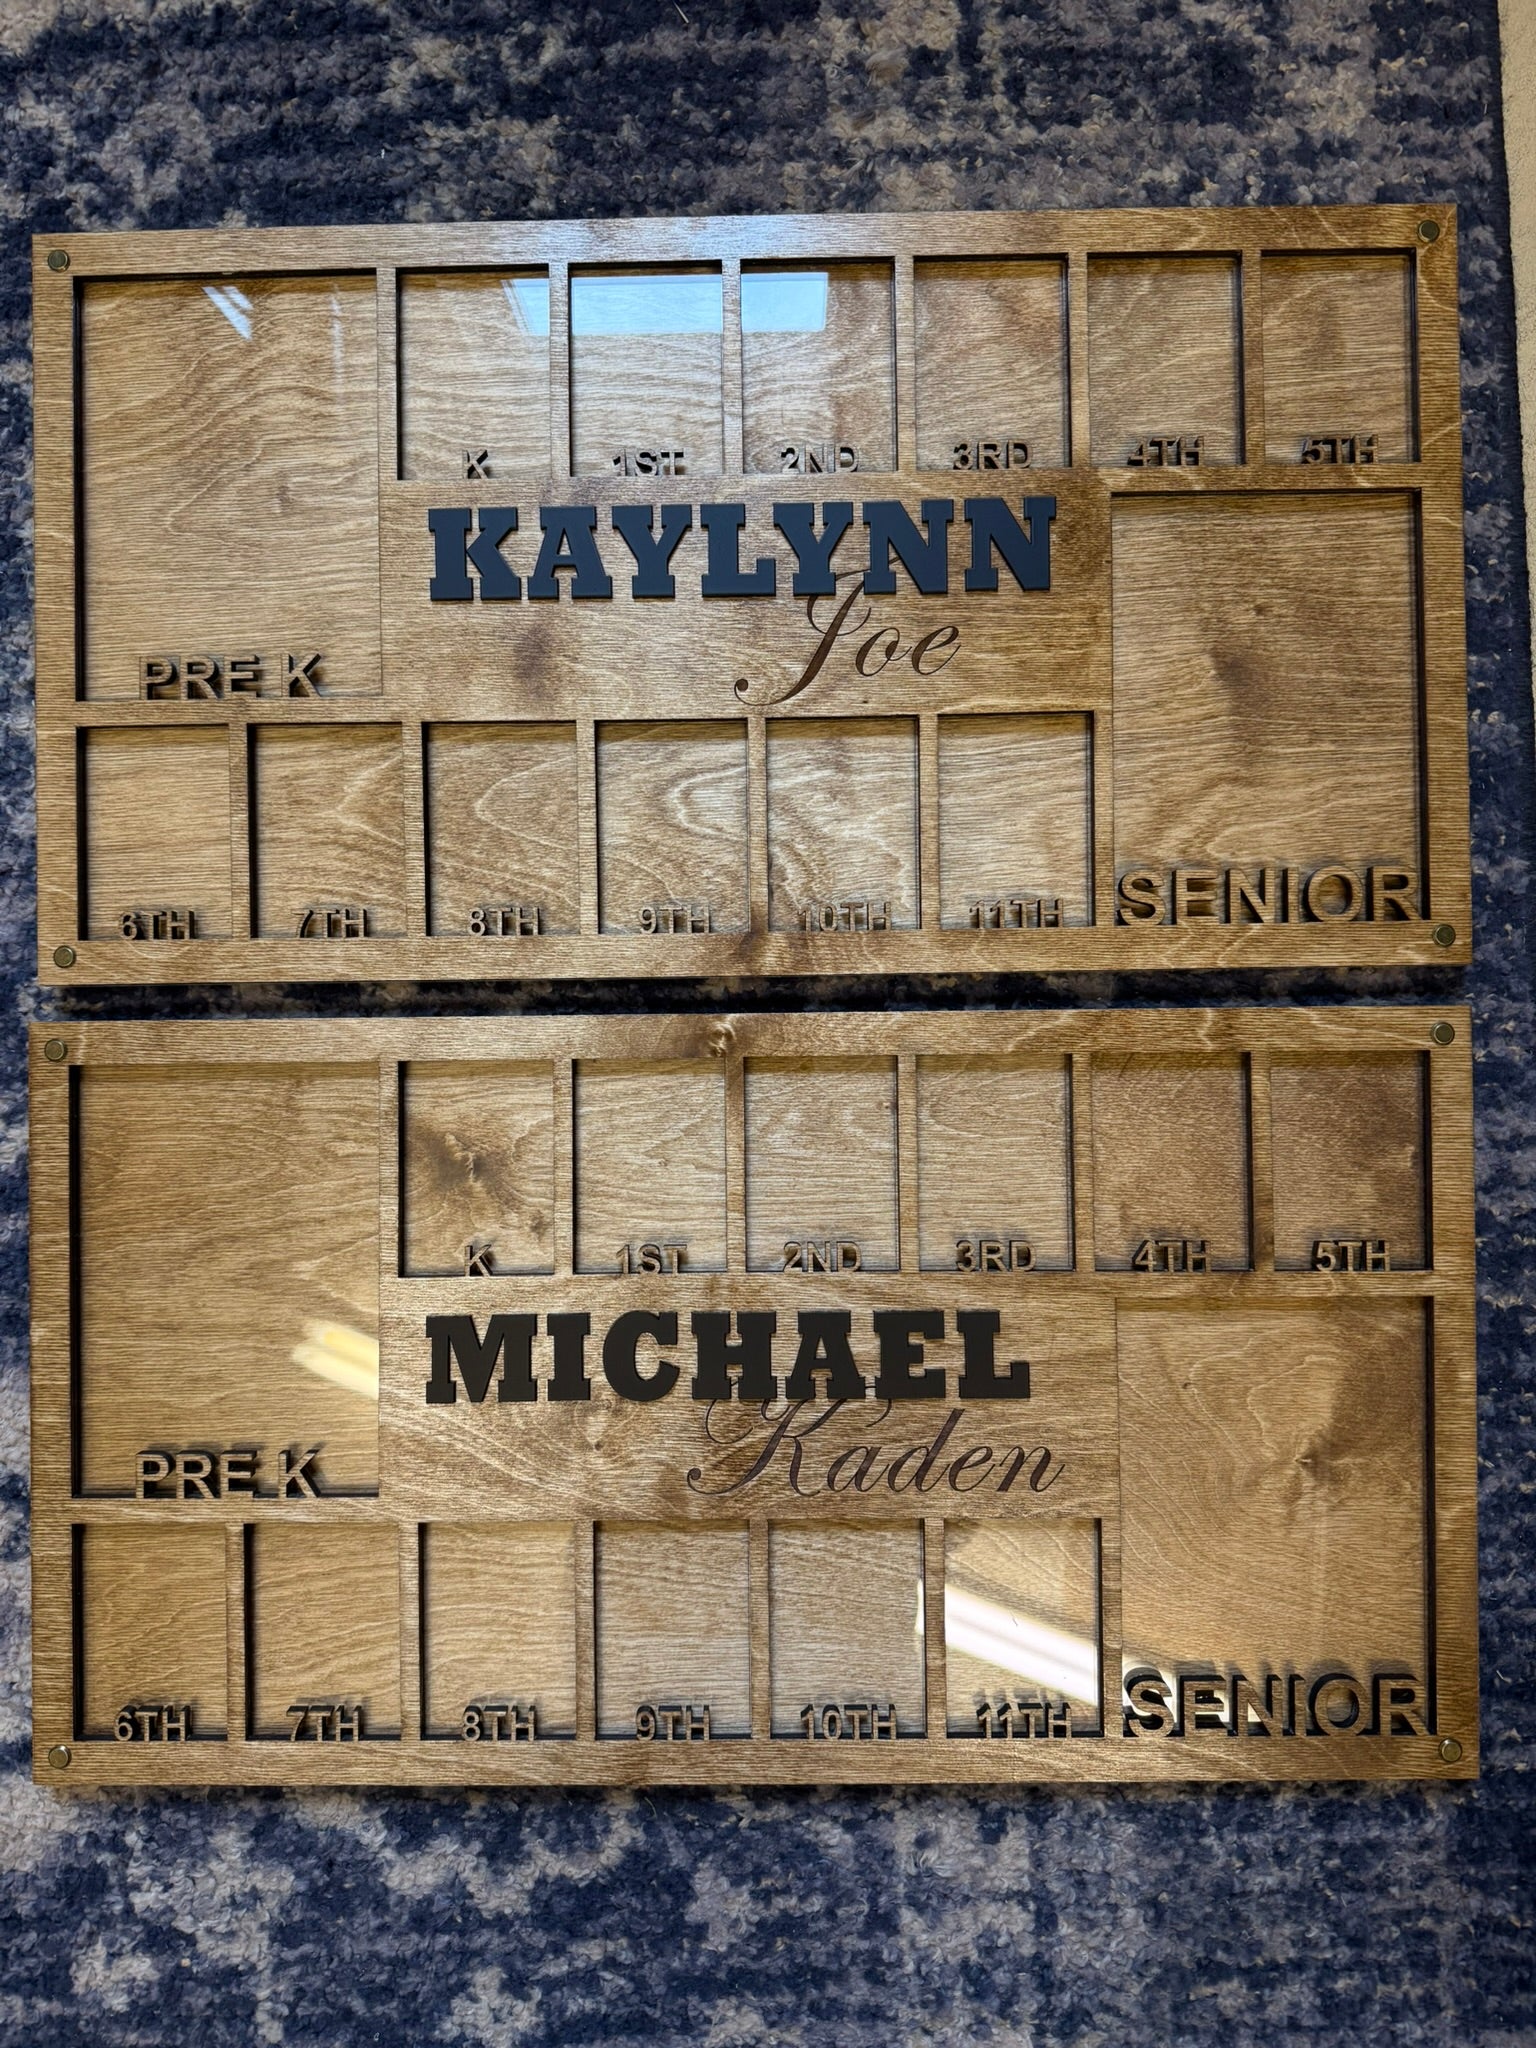 K 1ST 2ND 3RD 4TH 5TH
KAYLYNN
Joe
PRE K
6TH 7TH 8TH 9TH 10TH 11TH SENIOR
K 1ST 2ND 3RD 4TH 5TH
MICHAEL
Kaden
PRE K
6TH 7TH 8TH 9TH 10TH 11TH SENIOR